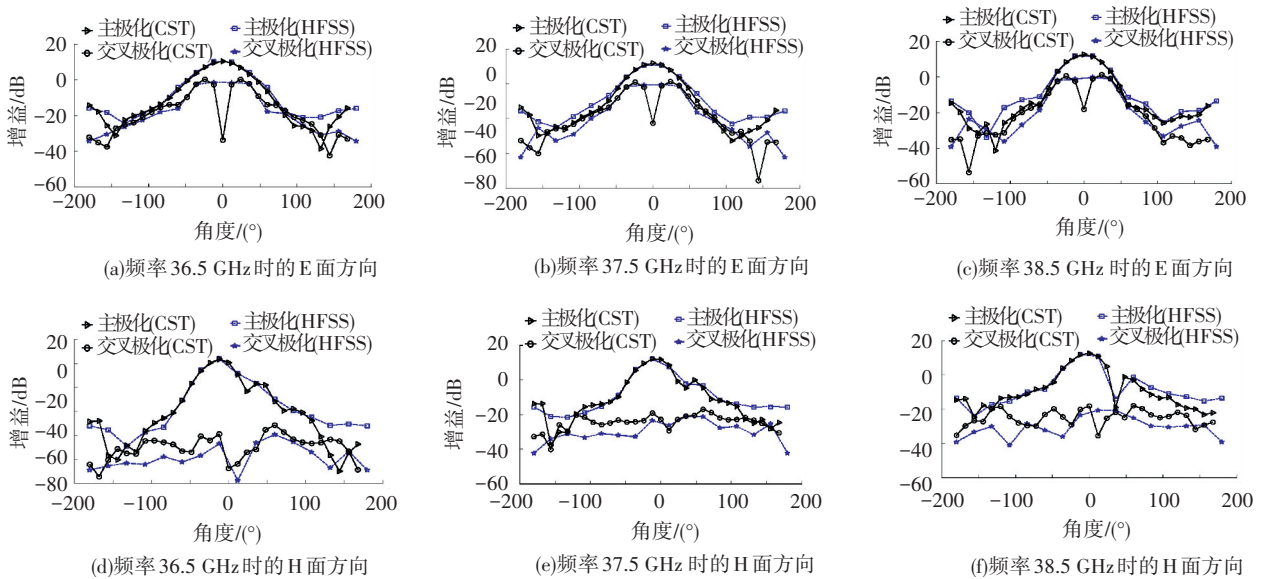 主极化(CST) 主极化(HFSS)
交叉极化(CST) 交叉极化(HFSS)
20
0
−20
−40
−60
增益/dB
−200 −100 0 100 200
角度/(°)
(a)频率36.5 GHz时的E面方向
主极化(CST) 主极化(HFSS)
交叉极化(CST) 交叉极化(HFSS)
20
0
−20
−40
−60
−80
增益/dB
−200 −100 0 100 200
角度/(°)
(b)频率37.5 GHz时的E面方向
主极化(CST) 主极化(HFSS)
交叉极化(CST) 交叉极化(HFSS)
20
0
−20
−40
−60
增益/dB
−200 −100 0 100 200
角度/(°)
(c)频率38.5 GHz时的E面方向
主极化(CST) 主极化(HFSS)
交叉极化(CST) 交叉极化(HFSS)
20
0
−20
−40
−60
−80
增益/dB
−200 −100 0 100 200
角度/(°)
(d)频率36.5 GHz时的H面方向
主极化(CST) 主极化(HFSS)
交叉极化(CST) 交叉极化(HFSS)
20
0
−20
−40
−60
增益/dB
−200 −100 0 100 200
角度/(°)
(e)频率37.5 GHz时的H面方向
主极化(CST) 主极化(HFSS)
交叉极化(CST) 交叉极化(HFSS)
20
0
−20
−40
−60
增益/dB
−200 −100 0 100 200
角度/(°)
(f)频率38.5 GHz时的H面方向